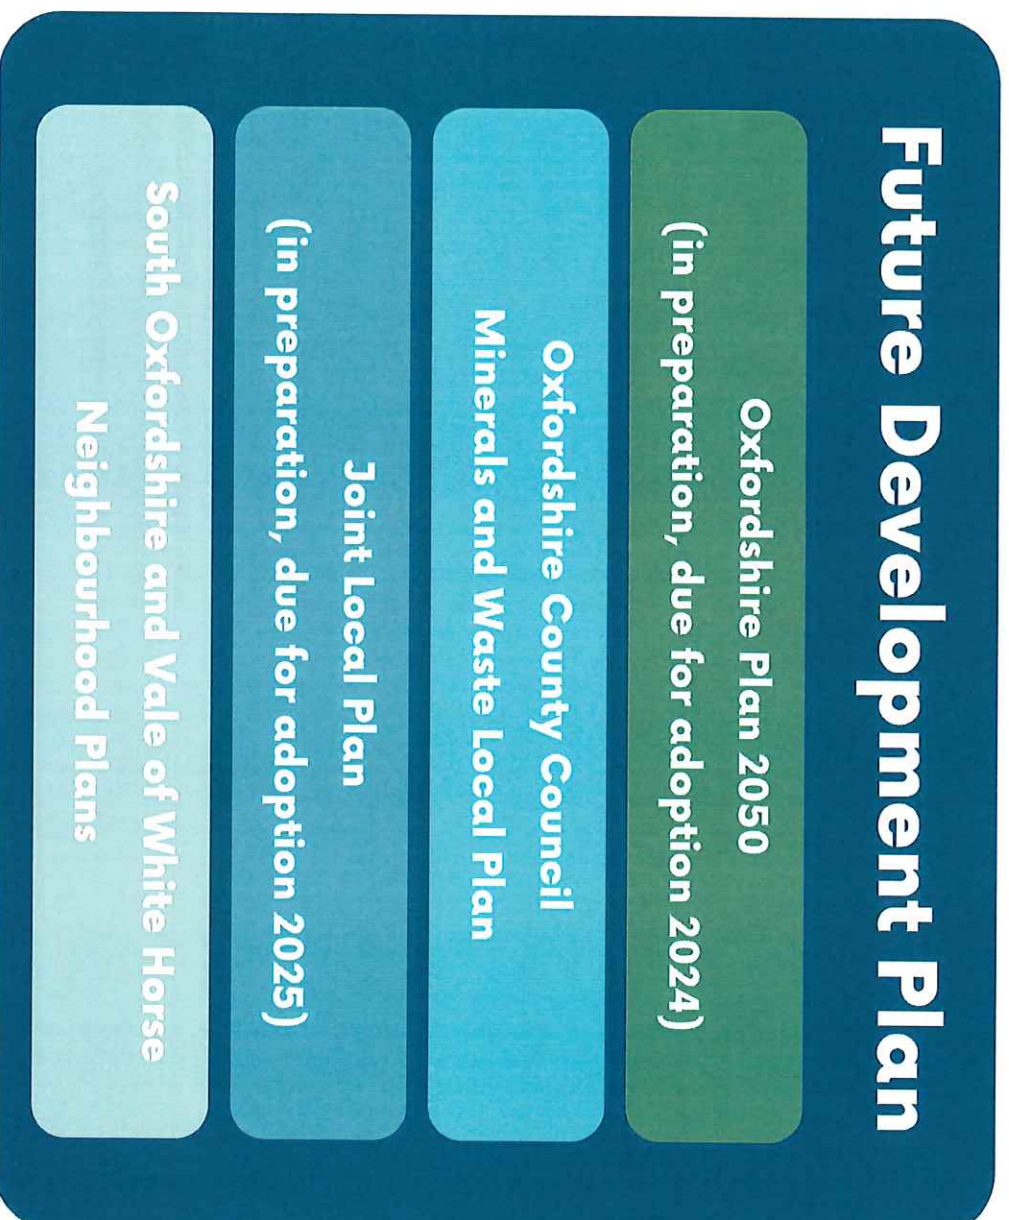 Future Development Plan
Oxfordshire Plan 2050
(in preparation, due for adoption 2024)
Oxfordshire County Council
Minerals and Waste Local Plan
Joint Local Plan
(in preparation, due for adoption 2025)
South Oxfordshire and Vale of White Horse
Neighbourhood Plans